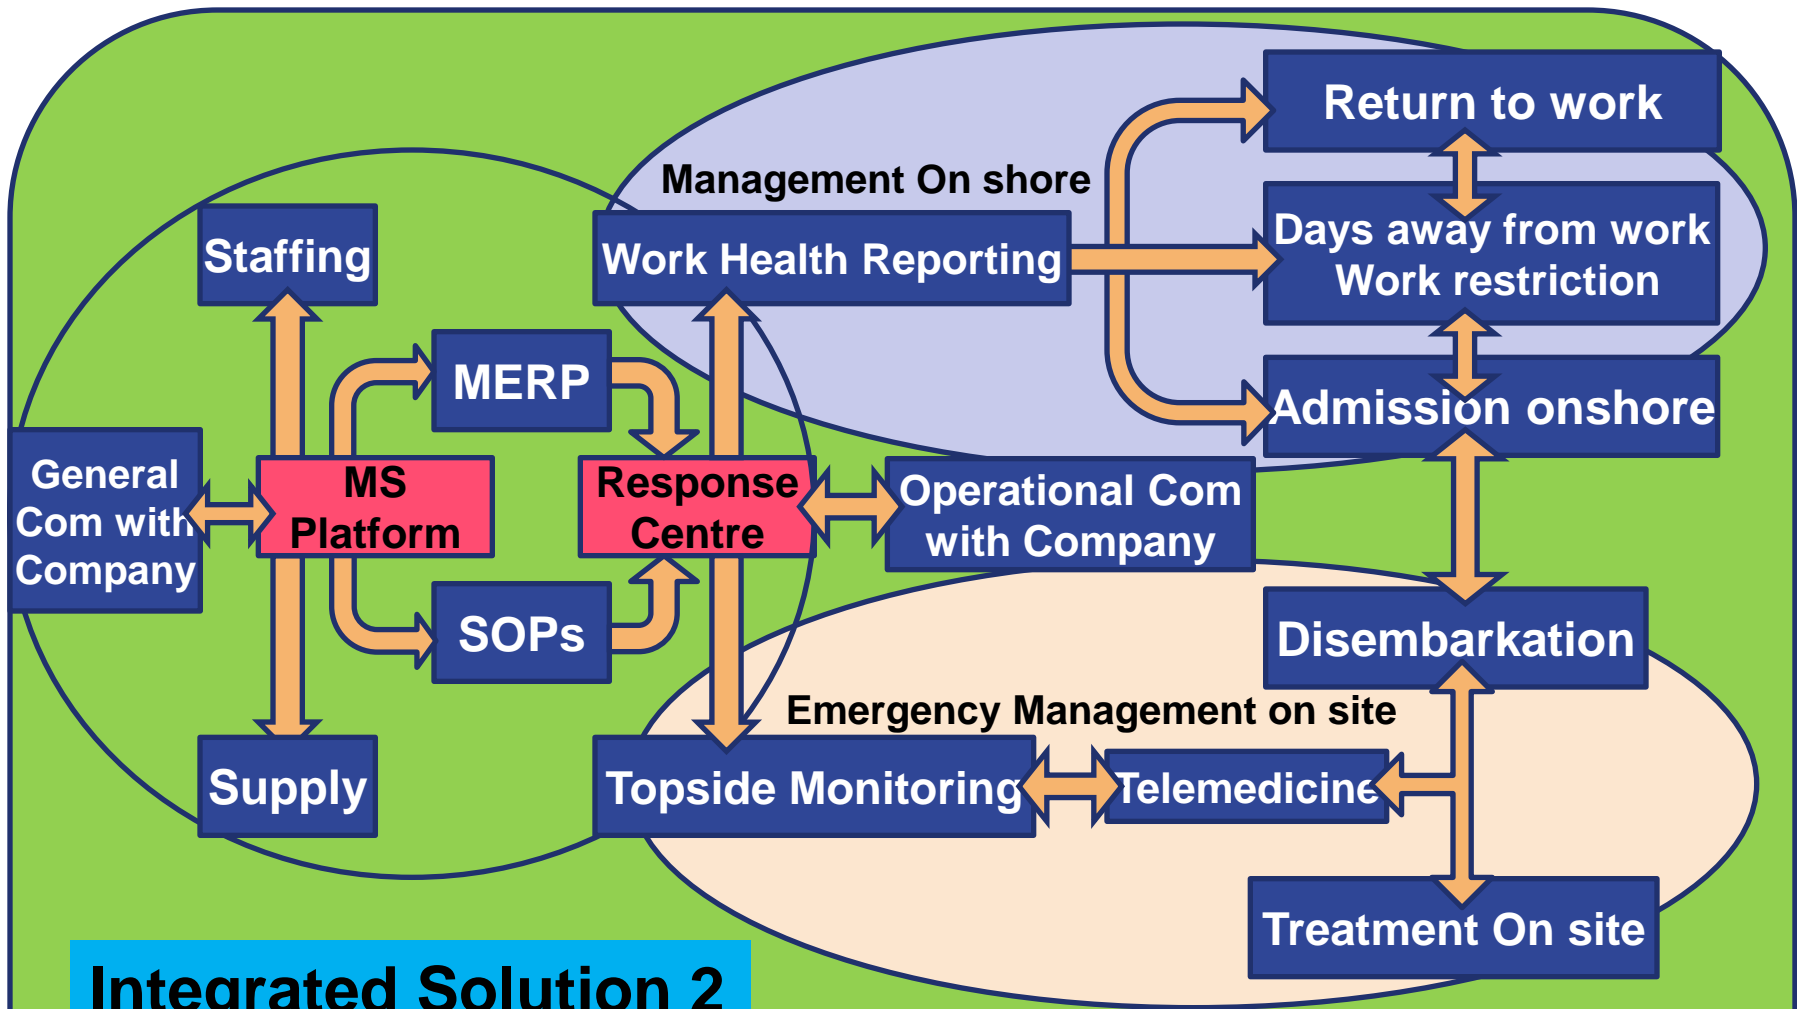 Return to work
Management On shore
Staffing
Work Health Reporting
Days away from work
Work restriction
MERP
Admission onshore
General
Com with
Company
MS
Platform
Response
Centre
Operational Com
with Company
SOPs
Disembarkation
Emergency Management on site
Supply
Topside Monitoring
Telemedicine
Treatment On site
Integrated Solution 2